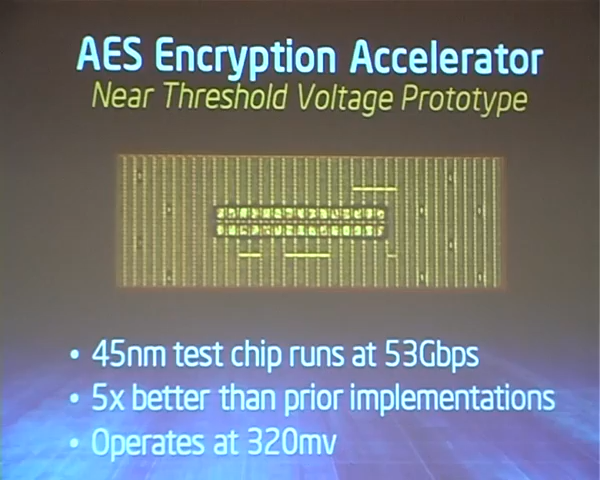 AES Encryption Accelerator
Near Threshold Voltage Prototype
• 45nm test chip runs at 53Gbps
• 5x better than prior implementations
• Operates at 320mv